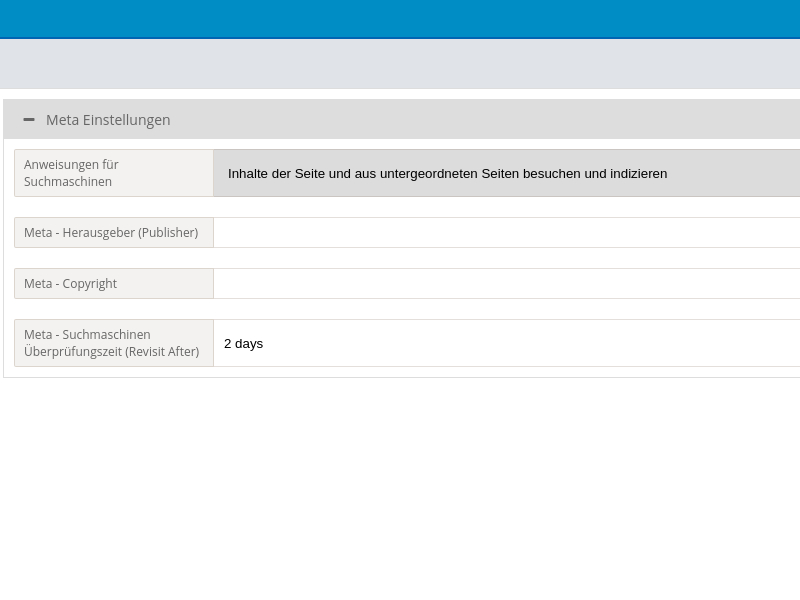 Meta Einstellungen
Anweisungen für
Suchmaschinen
Inhalte der Seite und aus untergeordneten Seiten besuchen und indizieren
Meta - Herausgeber (Publisher)
Meta - Copyright
Meta - Suchmaschinen
Überprüfungszeit (Revisit After)
2 days